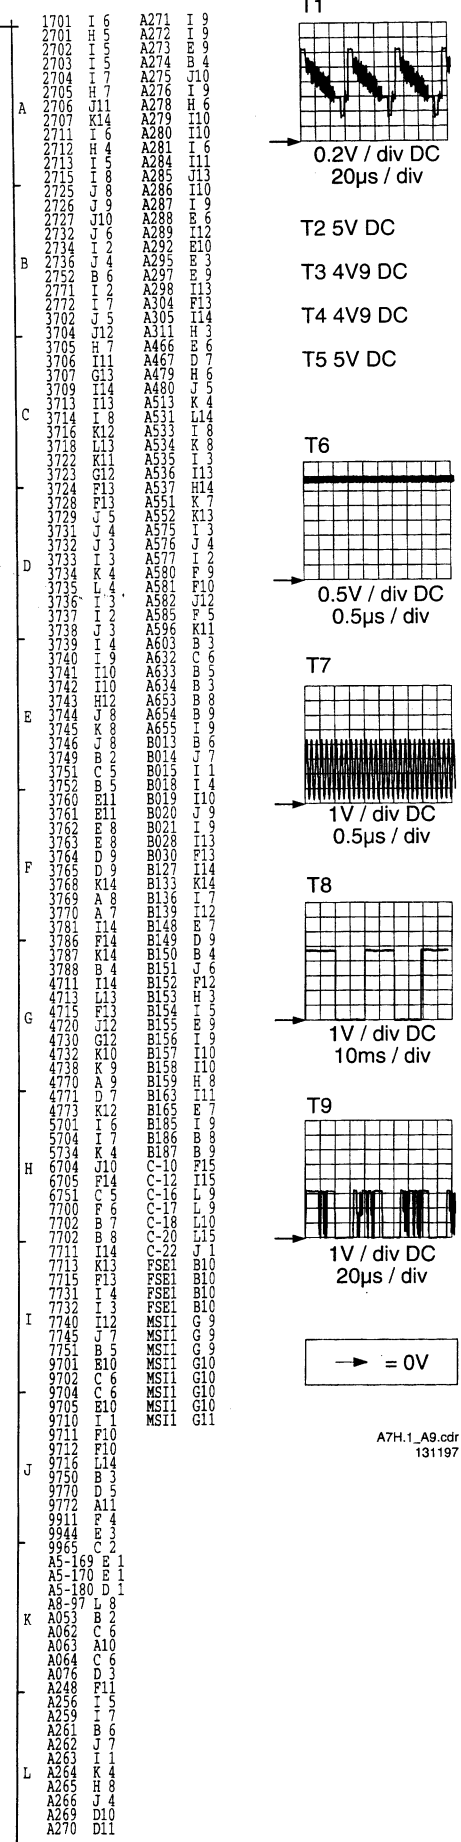 A
B
C
D
E
F
G
H
I
J
K
L
1701 I 6
2701 H 5
2702 I 5
2703 I 5
2704 I 7
2705 H 7
2706 J11
2707 K14
2711 I 6
2712 H 4
2713 I 5
2715 I 8
2725 J 8
2726 J 9
2727 J10
2732 J 6
2734 I 2
2736 J 4
2752 B 6
2771 I 2
2772 I 7
3702 J 5
3704 J12
3705 H 7
3706 I11
3707 G13
3709 I14
3713 I13
3714 I 8
3716 K12
3718 L13
3722 K11
3723 G12
3724 F13
3728 F13
3729 J 5
3731 J 4
3732 J 3
3733 I 3
3734 K 4
3735 L 4
3736 I 3
3737 I 2
3738 J 3
3739 I 4
3740 I 9
3741 I10
3742 I10
3743 H12
3744 J 8
3745 K 8
3746 J 8
3749 B 2
3751 C 5
3752 B 5
3760 E11
3761 E11
3762 E 8
3763 E 8
3764 D 9
3765 D 9
3768 K14
3769 A 8
3770 A 7
3781 I14
3786 F14
3787 K14
3788 B 4
4711 I14
4713 L13
4715 F13
4720 J12
4730 G12
4732 K10
4738 K 9
4770 A 9
4771 D 7
4773 K12
5701 I 6
5704 I 7
5734 K 4
6704 J10
6705 F14
6751 C 5
7700 F 6
7702 B 7
7702 B 8
7711 I14
7713 K13
7715 F13
7731 I 4
7732 I 3
7740 I12
7745 J 7
7751 B 5
9701 E10
9702 C 6
9704 C 6
9705 E10
9710 I 1
9711 F10
9712 F10
9716 L14
9750 B 3
9770 D 5
9772 A11
9911 F 4
9944 E 3
9965 C 2
A5-169 E 1
A5-170 E 1
A5-180 D 1
A8-97 L 8
A053 B 2
A062 C 6
A063 A10
A064 C 6
A076 D 3
A248 F11
A256 I 5
A259 I 7
A261 B 6
A262 J 7
A263 I 1
A264 K 4
A265 H 8
A266 J 4
A269 D10
A270 D11
A271 I 9
A272 I 9
A273 E 9
A274 B 4
A275 J10
A276 I 9
A278 H 6
A279 I10
A280 I10
A281 I 6
A284 I11
A285 J13
A286 I10
A287 I 9
A288 E 6
A289 I12
A292 E10
A295 E 3
A297 E 9
A298 I13
A304 F13
A305 I14
A311 H 3
A466 E 6
A467 D 7
A479 H 6
A480 J 5
A513 K 4
A531 L14
A533 I 8
A534 K 8
A535 I 3
A536 I13
A537 H14
A551 K 7
A552 K13
A575 I 3
A576 J 4
A577 I 2
A580 F 9
A581 F10
A582 J12
A585 F 5
A596 K11
A603 B 3
A632 C 6
A633 B 5
A634 B 3
A653 B 8
A654 B 9
A655 I 9
B013 B 6
B014 J 7
B015 I 1
B018 I 4
B019 I10
B020 J 9
B021 I 9
B028 I13
B030 F13
B127 I14
B133 K14
B136 I 7
B139 I12
B148 E 7
B149 D 9
B150 B 4
B151 J 6
B152 F12
B153 H 3
B154 I 5
B155 E 9
B156 I 9
B157 I10
B158 I10
B159 H 8
B163 I11
B165 E 7
B185 I 9
B186 B 8
B187 B 9
C-10 F15
C-12 I15
C-16 L 9
C-17 L 9
C-18 L10
C-20 L15
C-22 J 1
FSE1 B10
FSE1 B10
FSE1 B10
FSE1 B10
MSI1 G 9
MSI1 G 9
MSI1 G 9
MSI1 G10
MSI1 G10
MSI1 G10
MSI1 G10
MSI1 G11
T1
0.2V / div DC
20µs / div
T2 5V DC
T3 4V9 DC
T4 4V9 DC
T5 5V DC
T6
0.5V / div DC
0.5µs / div
T7
1V / div DC
0.5µs / div
T8
1V / div DC
10ms / div
T9
1V / div DC
20µs / div
= 0V
A7H.1_A9.cdr
131197